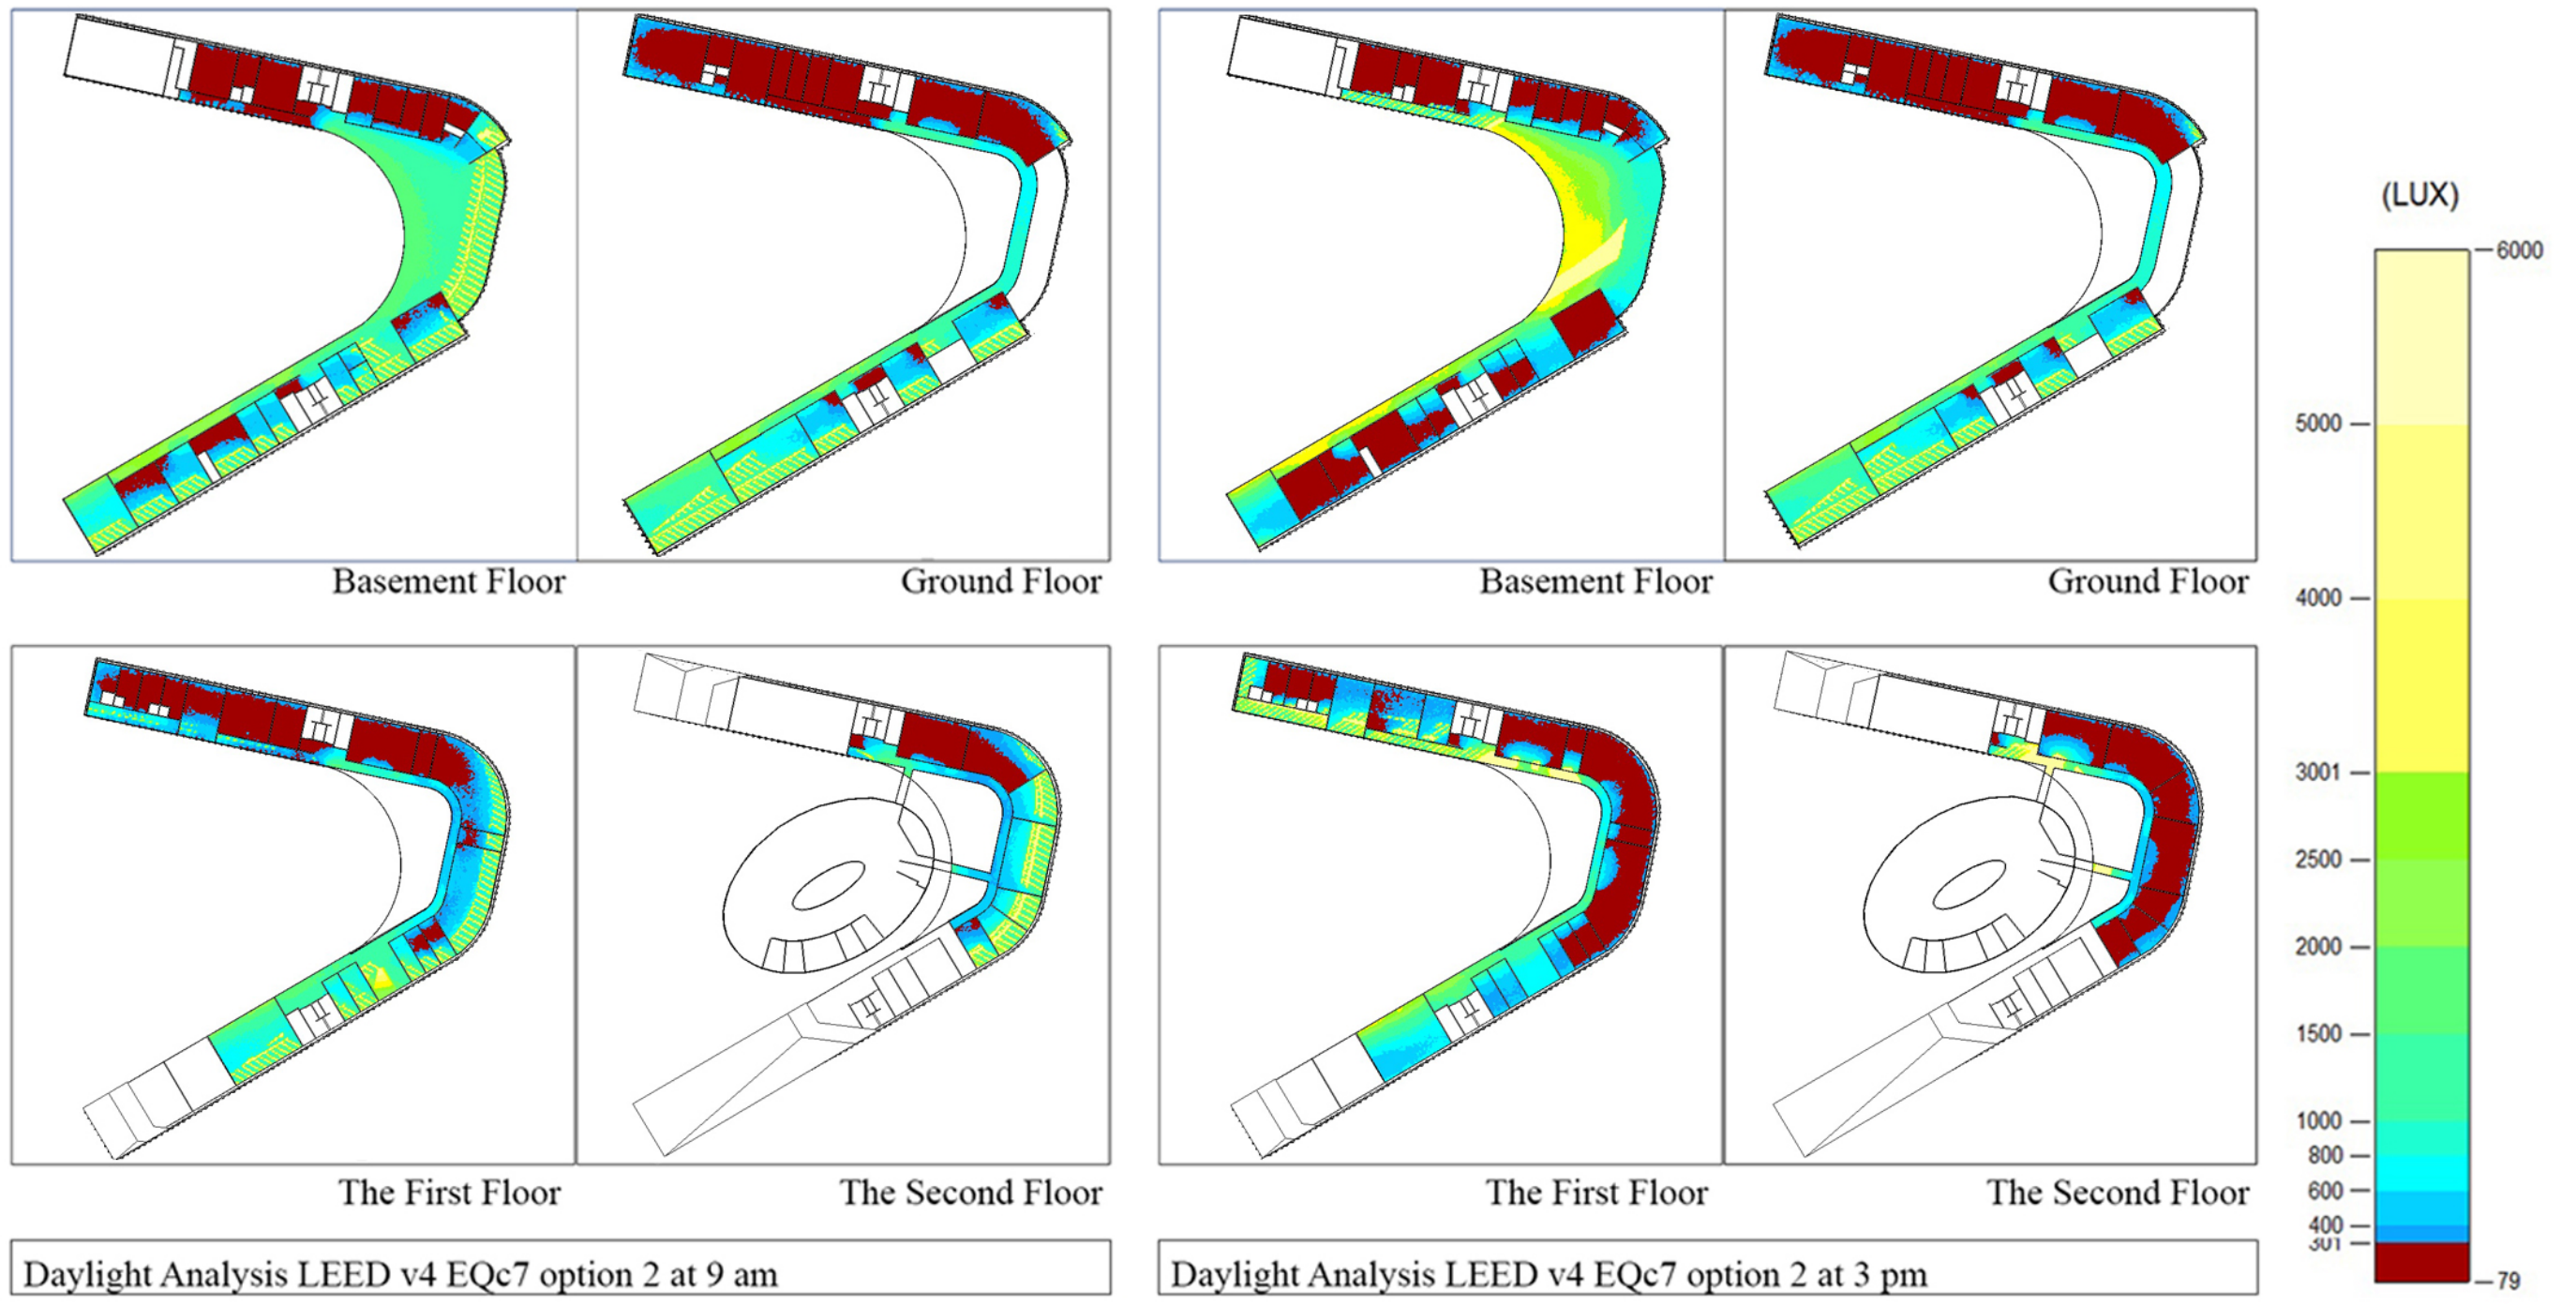 Basement Floor
Ground Floor
The First Floor
The Second Floor
Daylight Analysis LEED v4 EQc7 option 2 at 9 am
Basement Floor
Ground Floor
The First Floor
The Second Floor
Daylight Analysis LEED v4 EQc7 option 2 at 3 pm
(LUX)
6000
5000
4000
3001
2500
2000
1500
1000
800
600
400
301
79